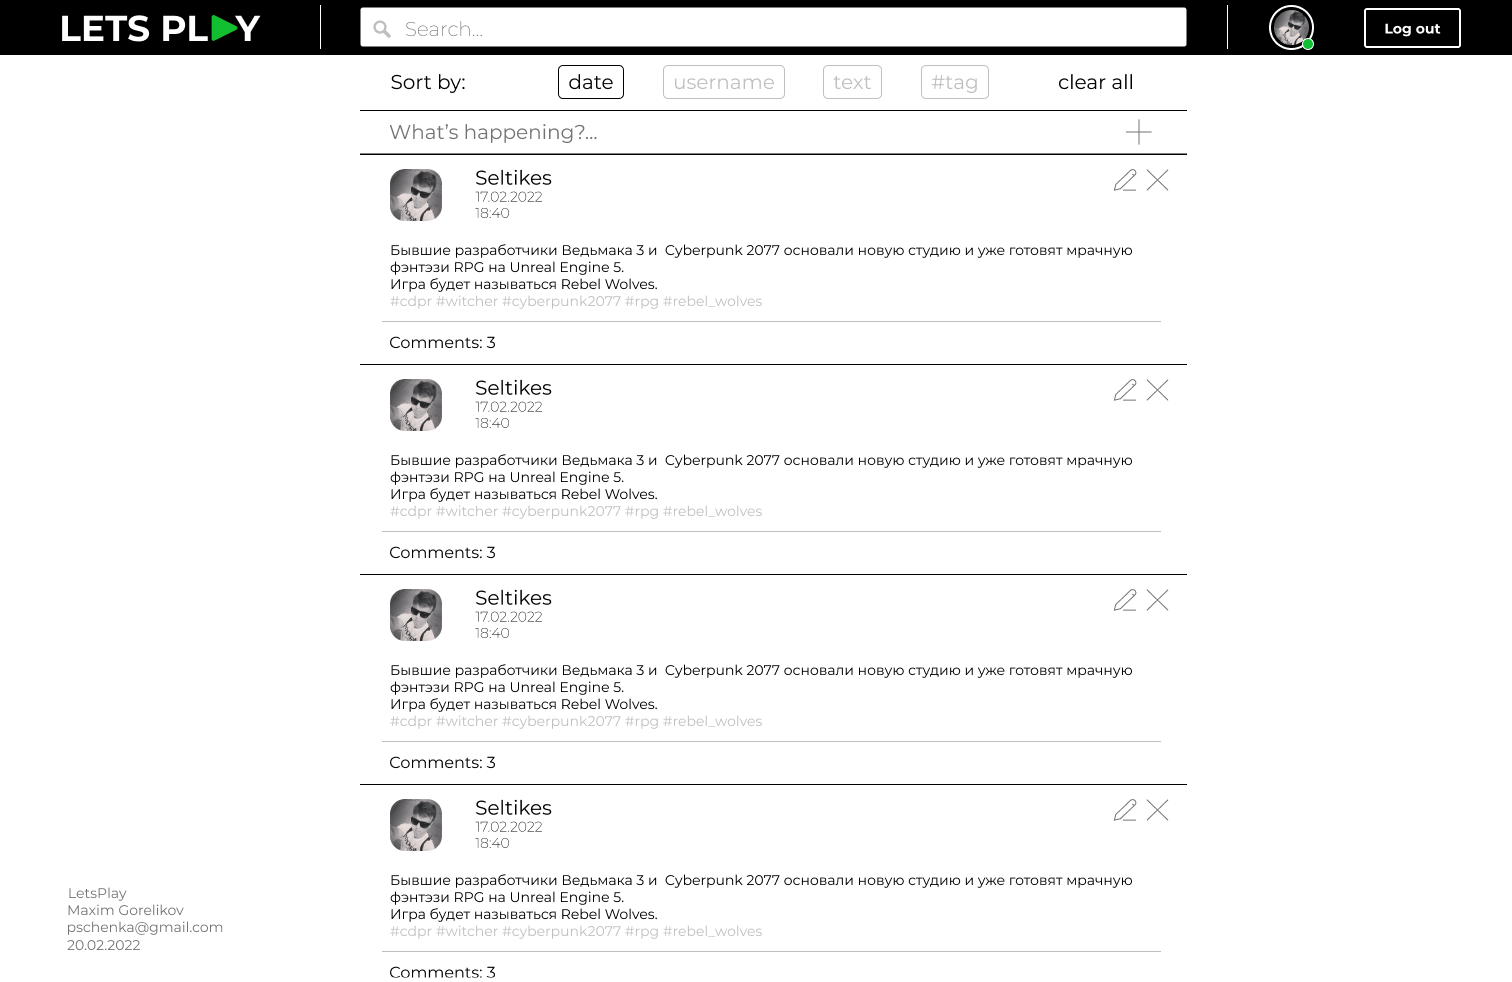 LETS PLAY
Search...
Log out
Sort by:
date
username
text
#tag
clear all
What’s happening?...
Seltikes
17.02.2022
18:40
Бывшие разработчики Ведьмака 3 и  Cyberpunk 2077 основали новую студию и уже готовят мрачную
фэнтэзи RPG на Unreal Engine 5.
Игра будет называться Rebel Wolves.
#cdpr #witcher #cyberpunk2077 #rpg #rebel_wolves
Comments: 3
Seltikes
17.02.2022
18:40
Бывшие разработчики Ведьмака 3 и  Cyberpunk 2077 основали новую студию и уже готовят мрачную
фэнтэзи RPG на Unreal Engine 5.
Игра будет называться Rebel Wolves.
#cdpr #witcher #cyberpunk2077 #rpg #rebel_wolves
Comments: 3
Seltikes
17.02.2022
18:40
Бывшие разработчики Ведьмака 3 и  Cyberpunk 2077 основали новую студию и уже готовят мрачную
фэнтэзи RPG на Unreal Engine 5.
Игра будет называться Rebel Wolves.
#cdpr #witcher #cyberpunk2077 #rpg #rebel_wolves
Comments: 3
Seltikes
17.02.2022
18:40
Бывшие разработчики Ведьмака 3 и  Cyberpunk 2077 основали новую студию и уже готовят мрачную
фэнтэзи RPG на Unreal Engine 5.
Игра будет называться Rebel Wolves.
#cdpr #witcher #cyberpunk2077 #rpg #rebel_wolves
Comments: 3
LetsPlay
Maxim Gorelikov
pschenka@gmail.com
20.02.2022